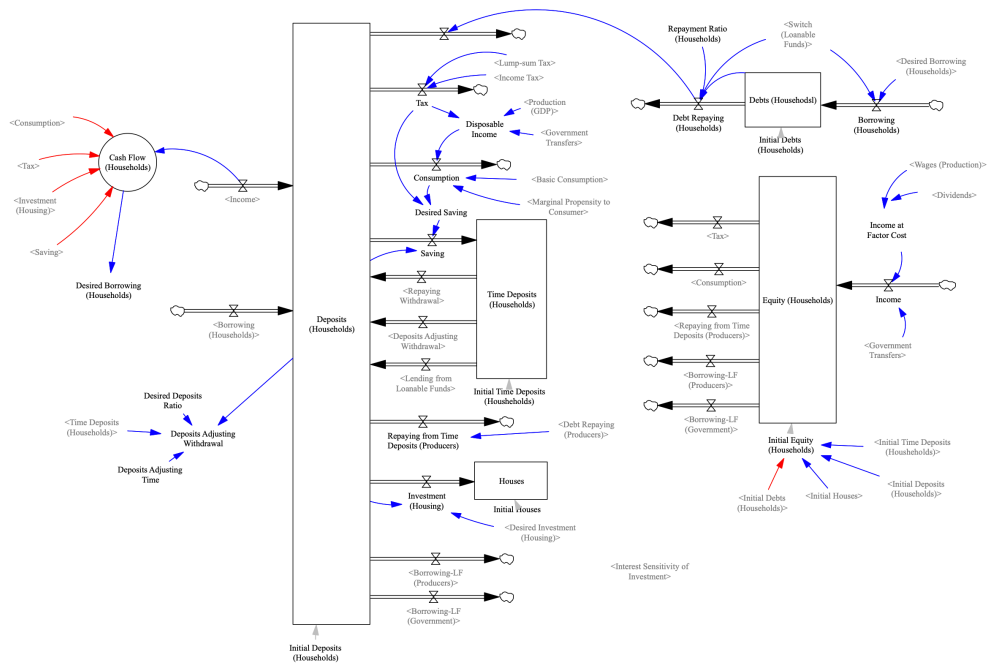 <Consumption>
Cash Flow
(Households)
<Tax>
<Investment
(Housing)>
<Saving>
<Income>
Desired Borrowing
(Households)
<Borrowing
(Households)>
Desired Deposits
Ratio
<Time Deposits
(Households)>
Deposits Adjusting
Withdrawal
Deposits Adjusting
Time
Deposits
(Households)
Initial Deposits
(Households)
<Lump-sum Tax>
<Income Tax>
Tax
<Production
(GDP)>
Disposable
Income
<Government
Transfers>
Consumption
<Basic Consumption>
<Marginal Propensity to
Consumer>
Desired Saving
Saving
<Repaying
Withdrawal>
Time Deposits
(Households)
<Deposits Adjusting
Withdrawal>
<Lending from
Loanable Funds>
Initial Time Deposits
(Housheholds)
Repaying from Time
Deposits (Producers)
<Debt Repaying
(Producers)>
Houses
Investment
(Housing)
Initial Houses
<Desired Investment
(Housing)>
<Borrowing-LF
(Producers)>
<Borrowing-LF
(Government)>
<Interest Sensitivity of
Investment>
Repayment Ratio
(Households)
<Switch
(Loanable
Funds)>
<Desired Borrowing
(Households)>
Debts (Househodsl)
Debt Repaying
(Households)
Borrowing
(Households)
Initial Debts
(Households)
<Wages (Production)>
<Dividends>
Income at
Factor Cost
<Tax>
<Consumption>
Equity (Households)
Income
<Repaying from Time
Deposits (Producers)>
<Government
Transfers>
<Borrowing-LF
(Producers)>
<Borrowing-LF
(Government)>
Initial Equity
(Households)
<Initial Time Deposits
(Housheholds)>
<Initial Debts
(Households)>
<Initial Houses>
<Initial Deposits
(Households)>